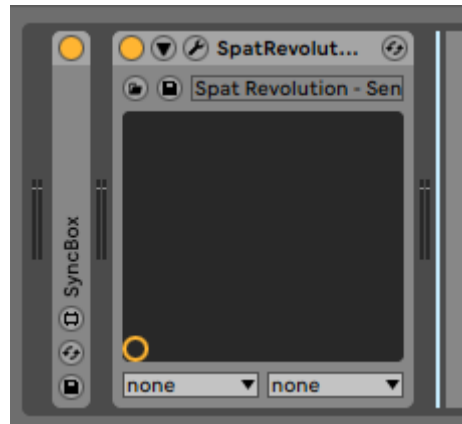 SpatRevolut...
Spat Revolution - Sen
SyncBox
none
none